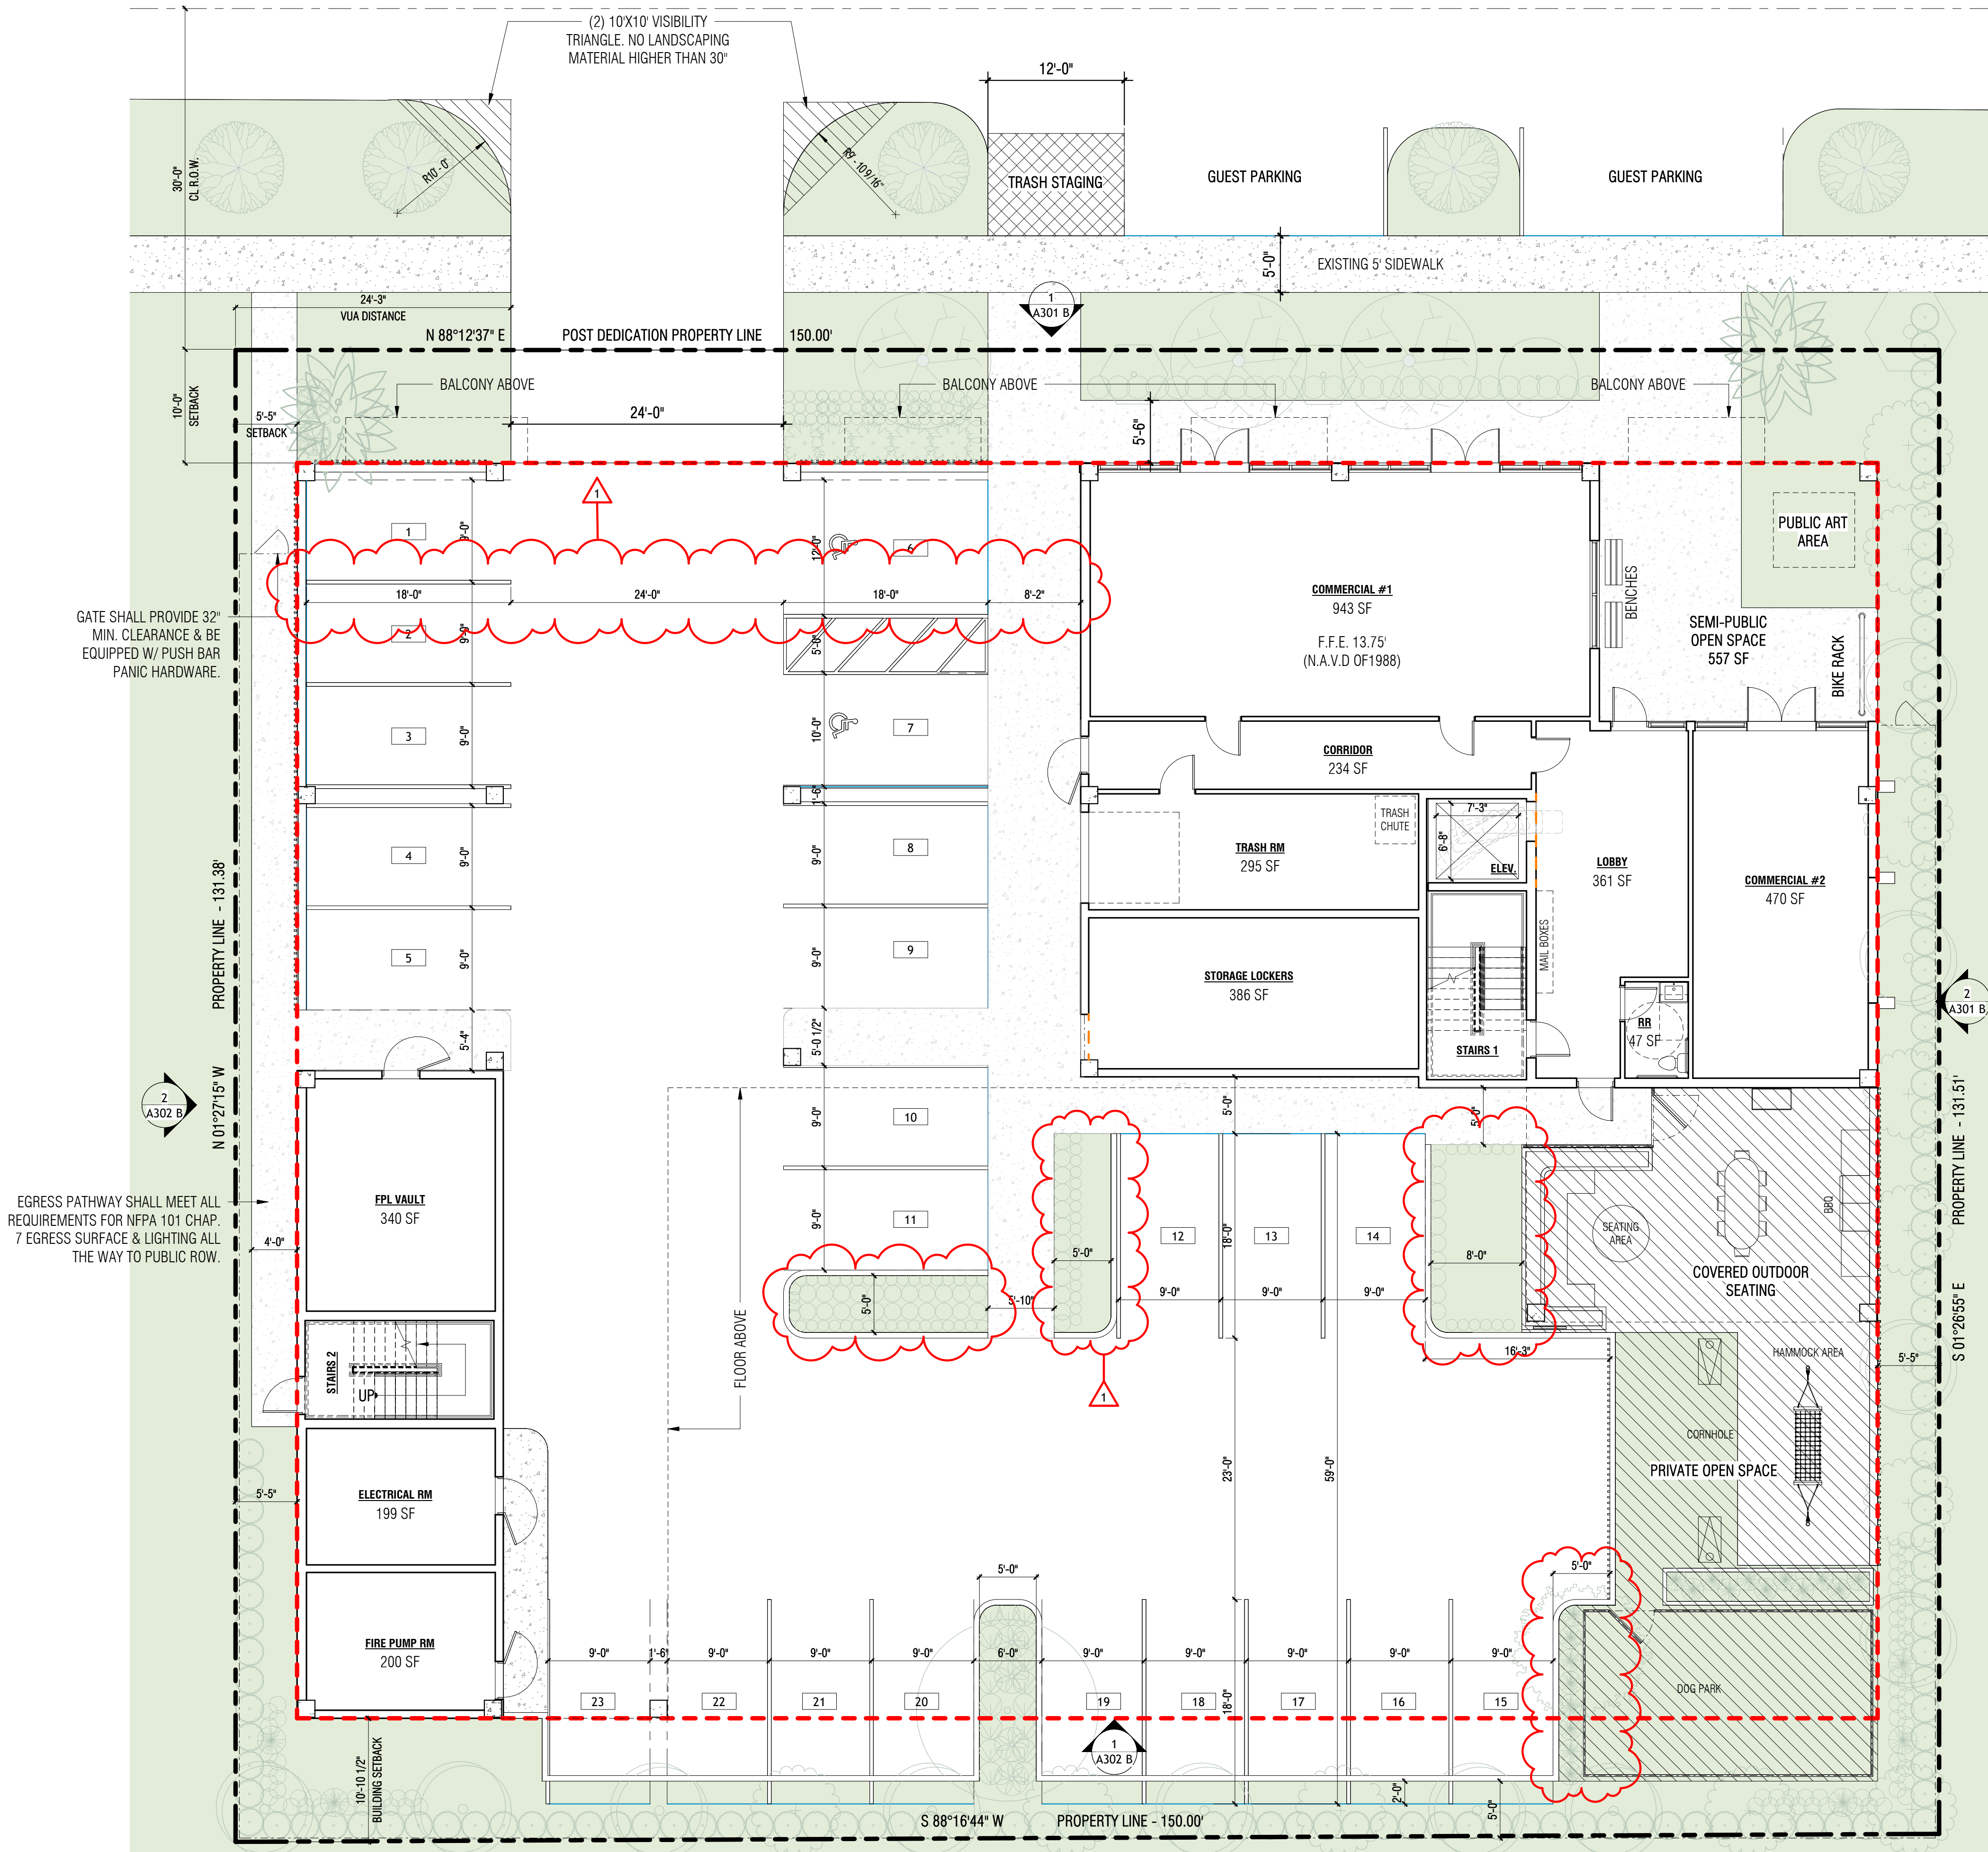 (2) 10'X10' VISIBILITY
TRIANGLE. NO LANDSCAPING
MATERIAL HIGHER THAN 30"
12'-0"
30'-0"
CL R.O.W.
R10' - 0"
R9' - 10 9/16"
TRASH STAGING
GUEST PARKING
GUEST PARKING
5'-0"
EXISTING 5' SIDEWALK
24'-3"
VUA DISTANCE
1
A301 B
N 88°12'37" E
POST DEDICATION PROPERTY LINE
150.00'
10'-0"
SETBACK
BALCONY ABOVE
BALCONY ABOVE
BALCONY ABOVE
5'-5"
SETBACK
24'-0"
5'-6"
1
1
9'-0"
12'-0"
6
PUBLIC ART
AREA
BENCHES
COMMERCIAL #1
943 SF
F.F.E. 13.75'
(N.A.V.D OF1988)
18'-0"
24'-0"
18'-0"
8'-2"
GATE SHALL PROVIDE 32"
MIN. CLEARANCE & BE
EQUIPPED W/ PUSH BAR
PANIC HARDWARE.
2
9'-0"
5'-0"
SEMI-PUBLIC
OPEN SPACE
557 SF
BIKE RACK
3
9'-0"
10'-0"
7
CORRIDOR
234 SF
1'-6"
7'-3"
6'-8"
ELEV.
TRASH
CHUTE
4
9'-0"
9'-0"
8
TRASH RM
295 SF
LOBBY
361 SF
COMMERCIAL #2
470 SF
PROPERTY LINE - 131.38'
5
9'-0"
9'-0"
9
MAIL BOXES
STORAGE LOCKERS
386 SF
5'-4"
5'-0 1/2"
STAIRS 1
RR
47 SF
2
A301 B
2
A302 B
N 01°27'15" W
9'-0"
10
5'-0"
5'-0"
PROPERTY LINE - 131.51'
FPL VAULT
340 SF
EGRESS PATHWAY SHALL MEET ALL
REQUIREMENTS FOR NFPA 101 CHAP.
7 EGRESS SURFACE & LIGHTING ALL
THE WAY TO PUBLIC ROW.
4'-0"
9'-0"
11
12
13
14
18'-0"
5'-0"
8'-0"
SEATING
AREA
BBQ
COVERED OUTDOOR
SEATING
5'-0"
5'-10"
9'-0"
9'-0"
9'-0"
FLOOR ABOVE
STAIRS 2
UP
1
16'-3"
HAMMOCK AREA
5'-5"
S 01°26'55" E
CORNHOLE
PRIVATE OPEN SPACE
23'-0"
59'-0"
5'-5"
ELECTRICAL RM
199 SF
5'-0"
5'-0"
FIRE PUMP RM
200 SF
9'-0"
1'-6"
9'-0"
9'-0"
9'-0"
6'-0"
9'-0"
9'-0"
9'-0"
9'-0"
9'-0"
23
22
21
20
19
18
17
16
15
18'-0"
DOG PARK
1
A302 B
10'-10 1/2"
BUILDING SETBACK
2'-0"
5'-0"
S 88°16'44" W
PROPERTY LINE - 150.00'